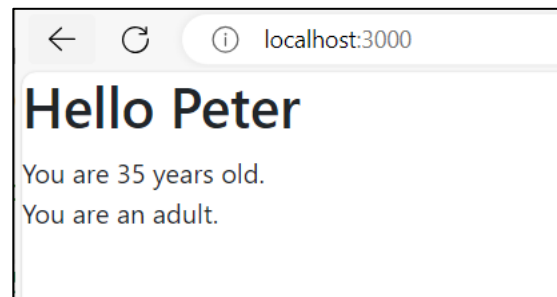 localhost:3000
Hello Peter
You are 35 years old.
You are an adult.